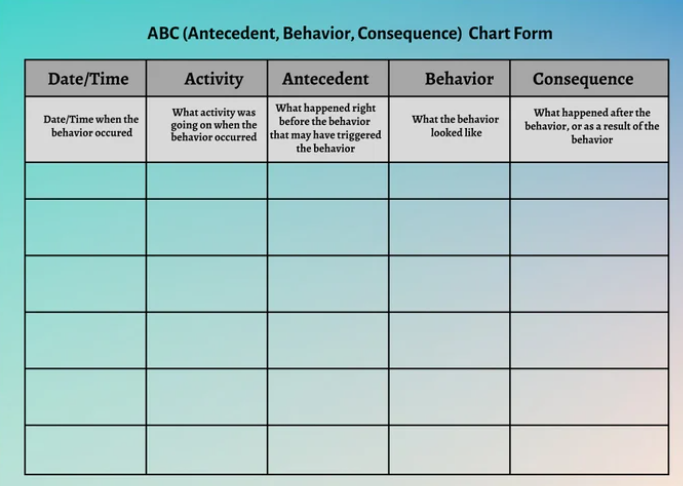 ABC (Antecedent, Behavior, Consequence) Chart Form
Date/Time
Activity
Antecedent
Behavior
Consequence
Date/Time when the
behavior occured
What activity was
going on when the
behavior occurred
What happened right
before the behavior
that may have triggered
the behavior
What the behavior
looked like
What happened after the
behavior, or as a result of the
behavior